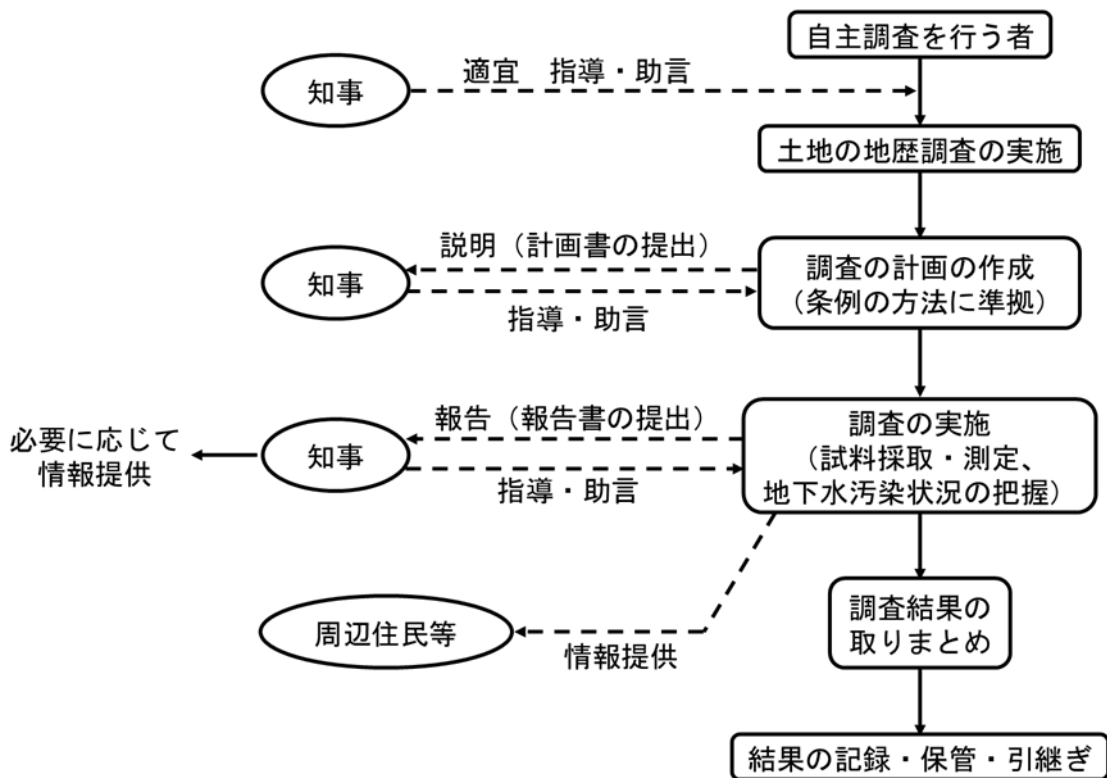 自主調査を行う者
知事
適宜　指導・助言
土地の地歴調査の実施
説明（計画書の提出）
知事
指導・助言
調査の計画の作成
（条例の方法に準拠）
必要に応じて
情報提供
知事
報告（報告書の提出）
指導・助言
調査の実施
（試料採取・測定、
地下水汚染状況の把握）
周辺住民等
情報提供
調査結果の
取りまとめ
結果の記録・保管・引継ぎ